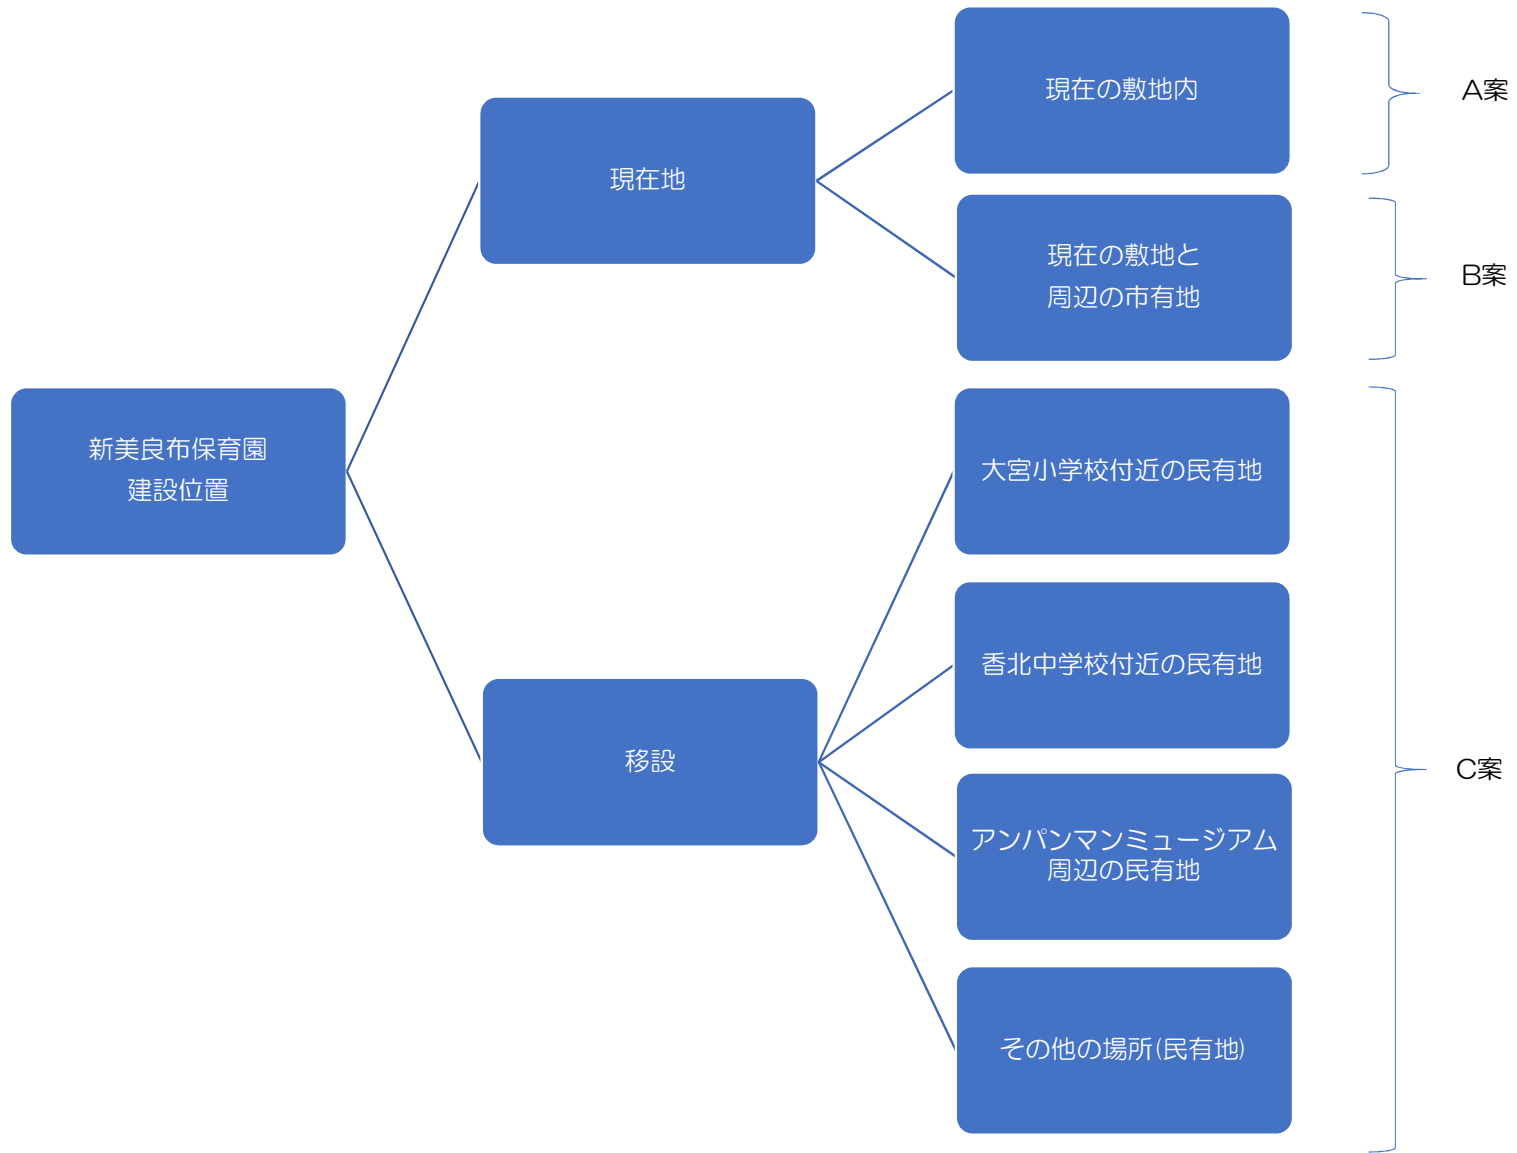 新美良布保育園
建設位置
現在地
移設
現在の敷地内
現在の敷地と
周辺の市有地
大宮小学校付近の民有地
香北中学校付近の民有地
アンパンマンミュージアム
周辺の民有地
その他の場所(民有地)
A案
B案
C案